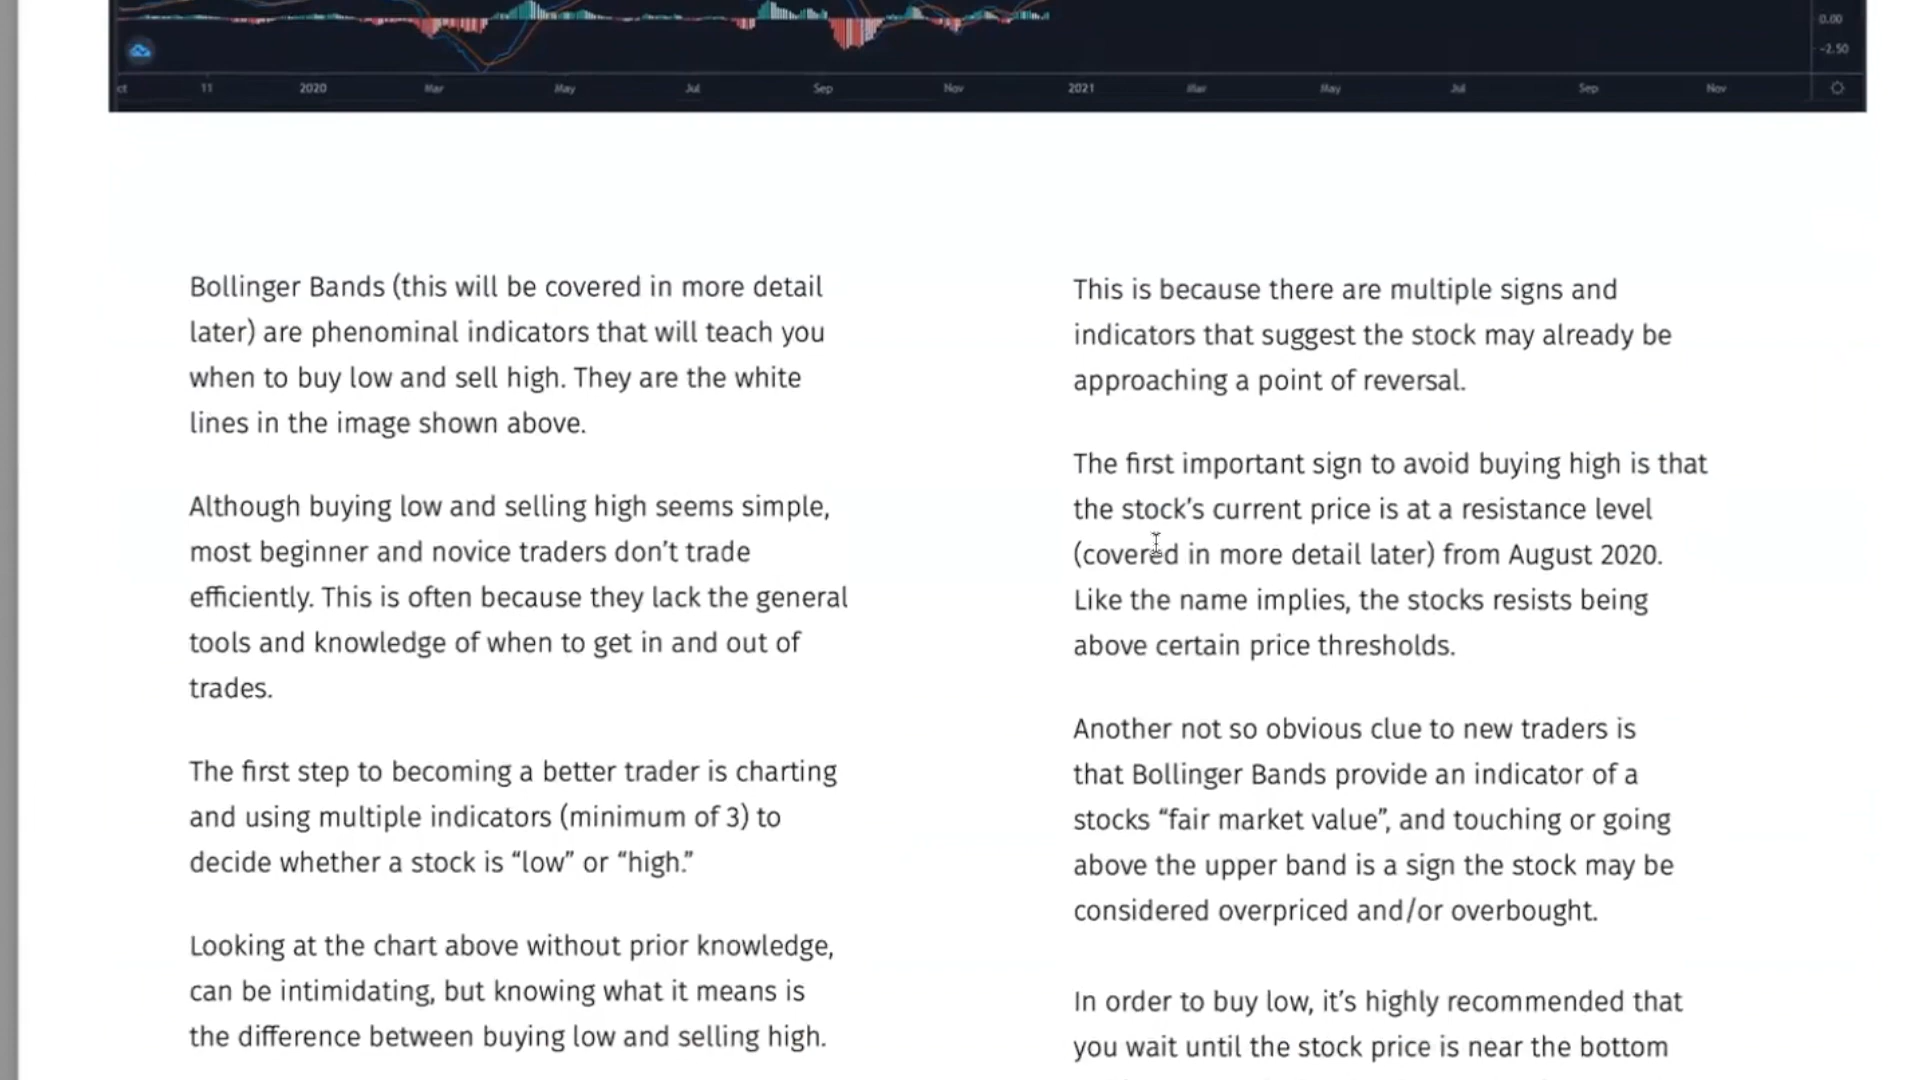 0.00
-2.50
ct 11 2020 Mar May Jul Sep Nov 2021 Mar May Jul Sep Nov
Bollinger Bands (this will be covered in more detail
later) are phenominal indicators that will teach you
when to buy low and sell high. They are the white
lines in the image shown above.
Although buying low and selling high seems simple,
most beginner and novice traders don’t trade
efficiently. This is often because they lack the general
tools and knowledge of when to get in and out of
trades.
The first step to becoming a better trader is charting
and using multiple indicators (minimum of 3) to
decide whether a stock is “low” or “high.”
Looking at the chart above without prior knowledge,
can be intimidating, but knowing what it means is
the difference between buying low and selling high.
This is because there are multiple signs and
indicators that suggest the stock may already be
approaching a point of reversal.
The first important sign to avoid buying high is that
the stock’s current price is at a resistance level
(covered in more detail later) from August 2020.
Like the name implies, the stocks resists being
above certain price thresholds.
Another not so obvious clue to new traders is
that Bollinger Bands provide an indicator of a
stocks “fair market value”, and touching or going
above the upper band is a sign the stock may be
considered overpriced and/or overbought.
In order to buy low, it’s highly recommended that
you wait until the stock price is near the bottom